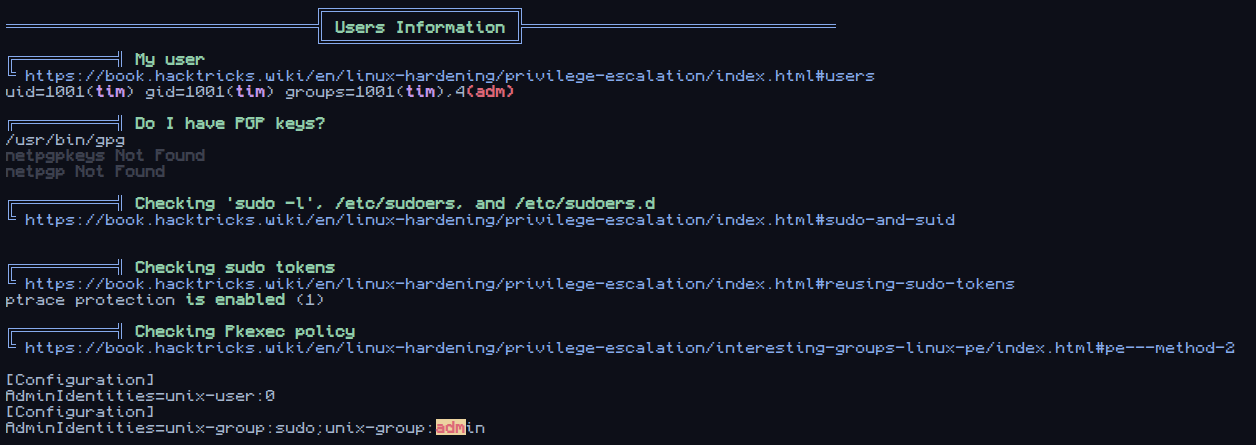 Users Information
My user
https://book.hacktricks.wiki/en/linux-hardening/privilege-escalation/index.html#users
uid=1001(tim) gid=1001(tim) groups=1001(tim),4(adm)
Do I have PGP keys?
/usr/bin/gpg
netpgpkeys Not Found
netpgp Not Found
Checking 'sudo -l', /etc/sudoers, and /etc/sudoers.d
https://book.hacktricks.wiki/en/linux-hardening/privilege-escalation/index.html#sudo-and-suid
Checking sudo tokens
https://book.hacktricks.wiki/en/linux-hardening/privilege-escalation/index.html#reusing-sudo-tokens
ptrace protection is enabled (1)
Checking Pkexec policy
https://book.hacktricks.wiki/en/linux-hardening/privilege-escalation/interesting-groups-linux-pe/index.html#pe---method-2
[Configuration]
AdminIdentities=unix-user:0
[Configuration]
AdminIdentities=unix-group:sudo;unix-group:admin